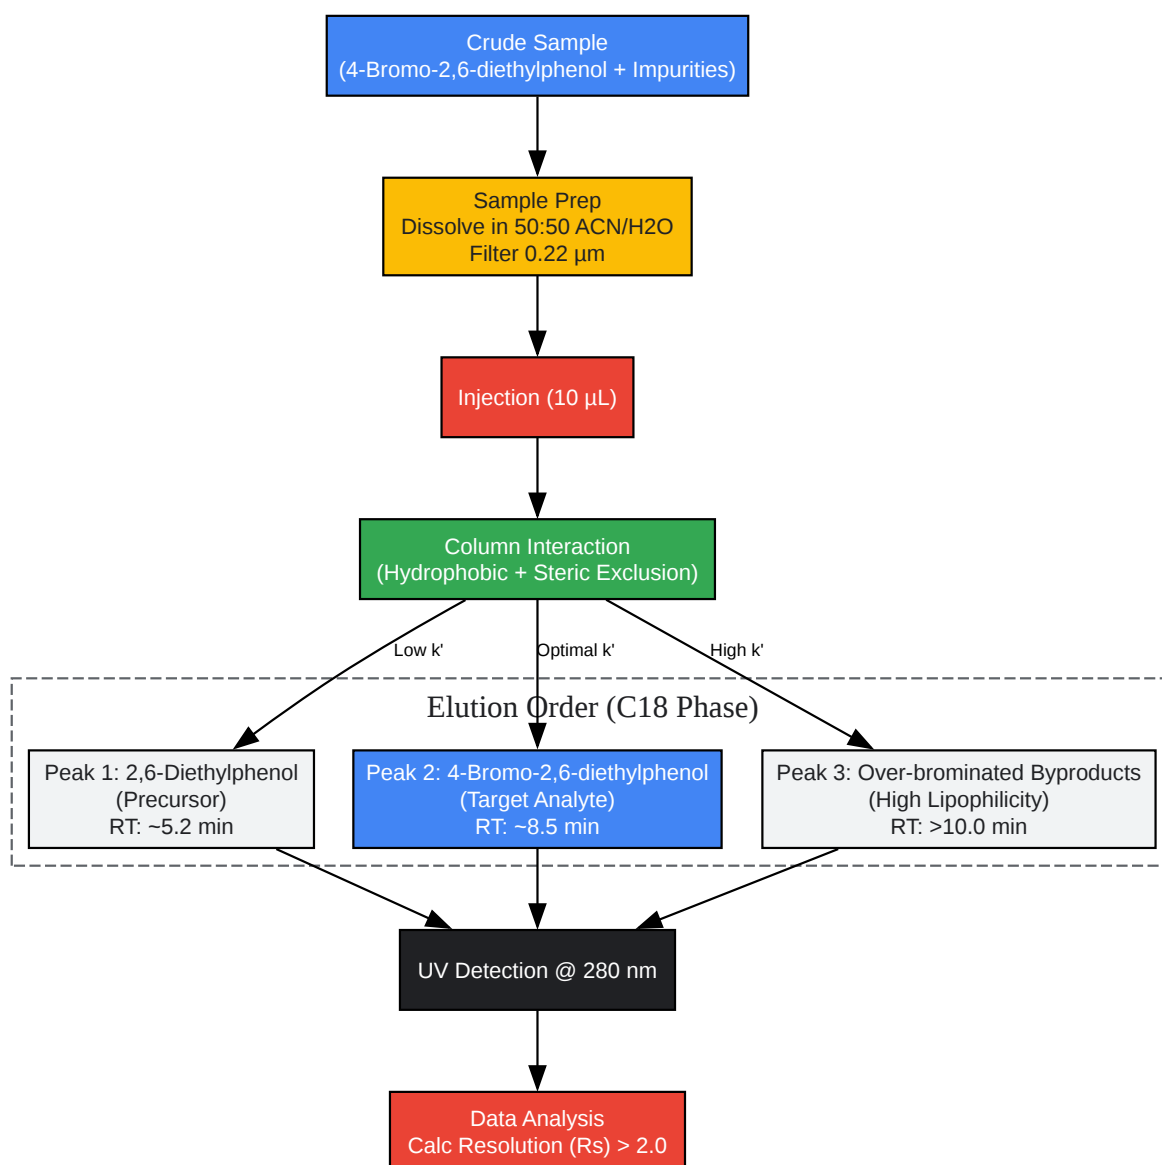 Crude Sample
(4-Bromo-2,6-diethylphenol + Impurities)
Sample Prep
Dissolve in 50:50 ACN/H2O
Filter 0.22 µm
Injection (10 µL)
Column Interaction
(Hydrophobic + Steric Exclusion)
Low k'
Optimal k'
High k'
Elution Order (C18 Phase)
Peak 1: 2,6-Diethylphenol
(Precursor)
RT: ~5.2 min
Peak 2: 4-Bromo-2,6-diethylphenol
(Target Analyte)
RT: ~8.5 min
Peak 3: Over-brominated Byproducts
(High Lipophilicity)
RT: >10.0 min
UV Detection @ 280 nm
Data Analysis
Calc Resolution (Rs) > 2.0